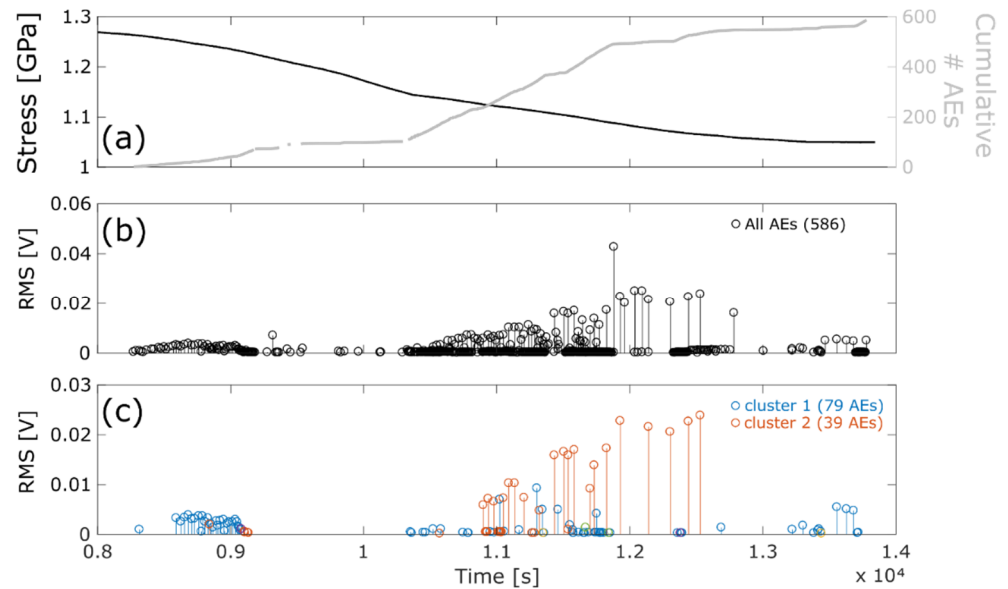 1.3
1.2
1.1
1
Stress [GPa]
(a)
600
400
200
0
Cumulative
# AEs
0.06
0.04
0.02
0
RMS [V]
(b)
All AEs (586)
0.03
0.02
0.01
0
RMS [V]
(c)
cluster 1 (79 AEs)
cluster 2 (39 AEs)
0.8 0.9 1 1.1 1.2 1.3 1.4
Time [s]
x 10⁴